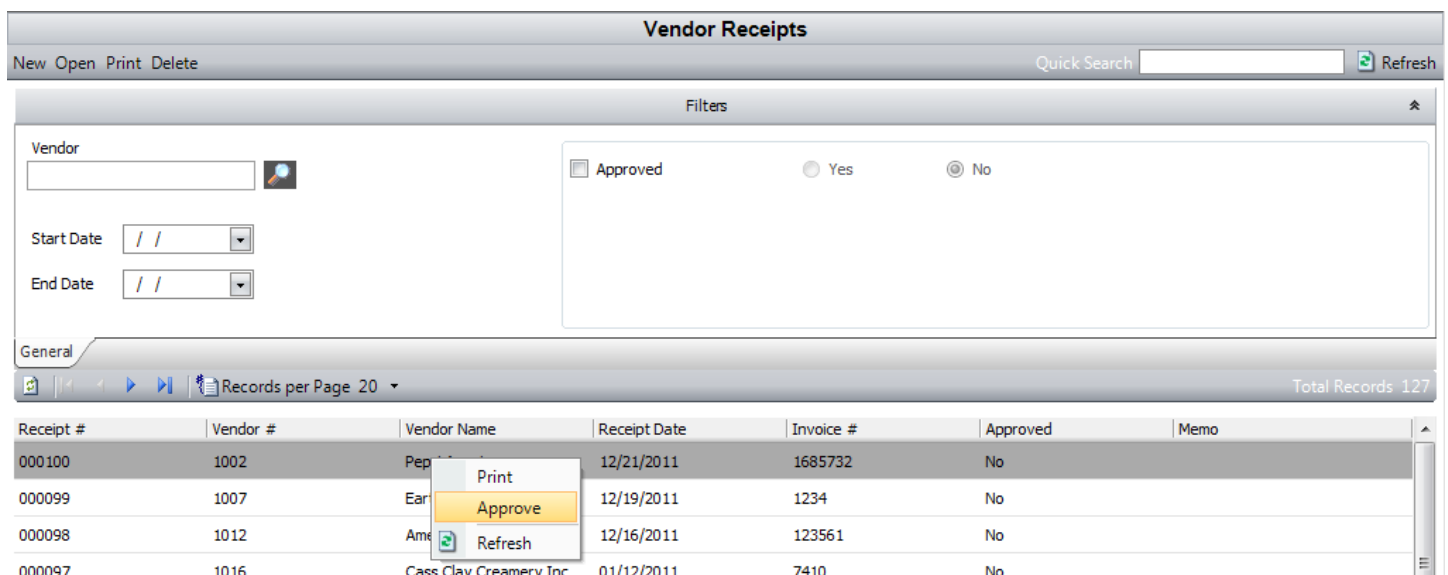 Vendor Receipts
New Open Print Delete Quick Search Refresh
Filters
Vendor
Approved Yes No
Start Date / /
End Date / /
General
Records per Page 20 Total Records 127
Receipt # Vendor # Vendor Name Receipt Date Invoice # Approved Memo
000100 1002 Pep 12/21/2011 1685732 No
Print
000099 1007 Ear 12/19/2011 1234 No
Approve
000098 1012 Ame 12/16/2011 123561 No
Refresh
000097 1016 Cass Clay Creamery Inc 01/12/2011 7410 No